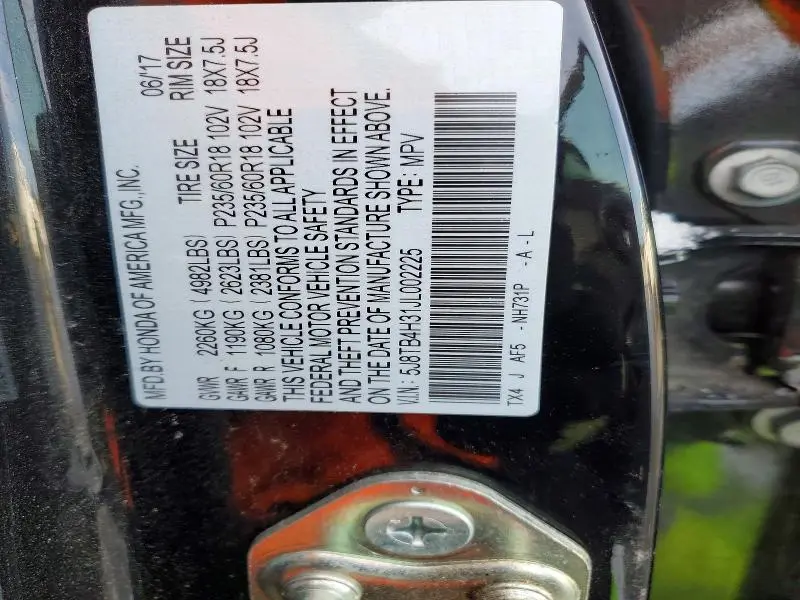 MFD.BY HONDA OF AMERICA MFG.,INC. 06/'17
GVWR 2260KG ( 4982LBS) TIRE SIZE RIM SIZE
GAWR F 1190KG ( 2623LBS) P235/60R18 102V 18X7.5J
GAWR R 1080KG ( 2381LBS) P235/60R18 102V 18X7.5J
THIS VEHICLE CONFORMS TO ALL APPLICABLE
FEDERAL MOTOR VEHICLE SAFETY
AND THEFT PREVENTION STANDARDS IN EFFECT
ON THE DATE OF MANUFACTURE SHOWN ABOVE.
V.I.N.: 5J8TB4H31JL002225 TYPE: MPV
TX4 J AF5 - NH731P - A - L